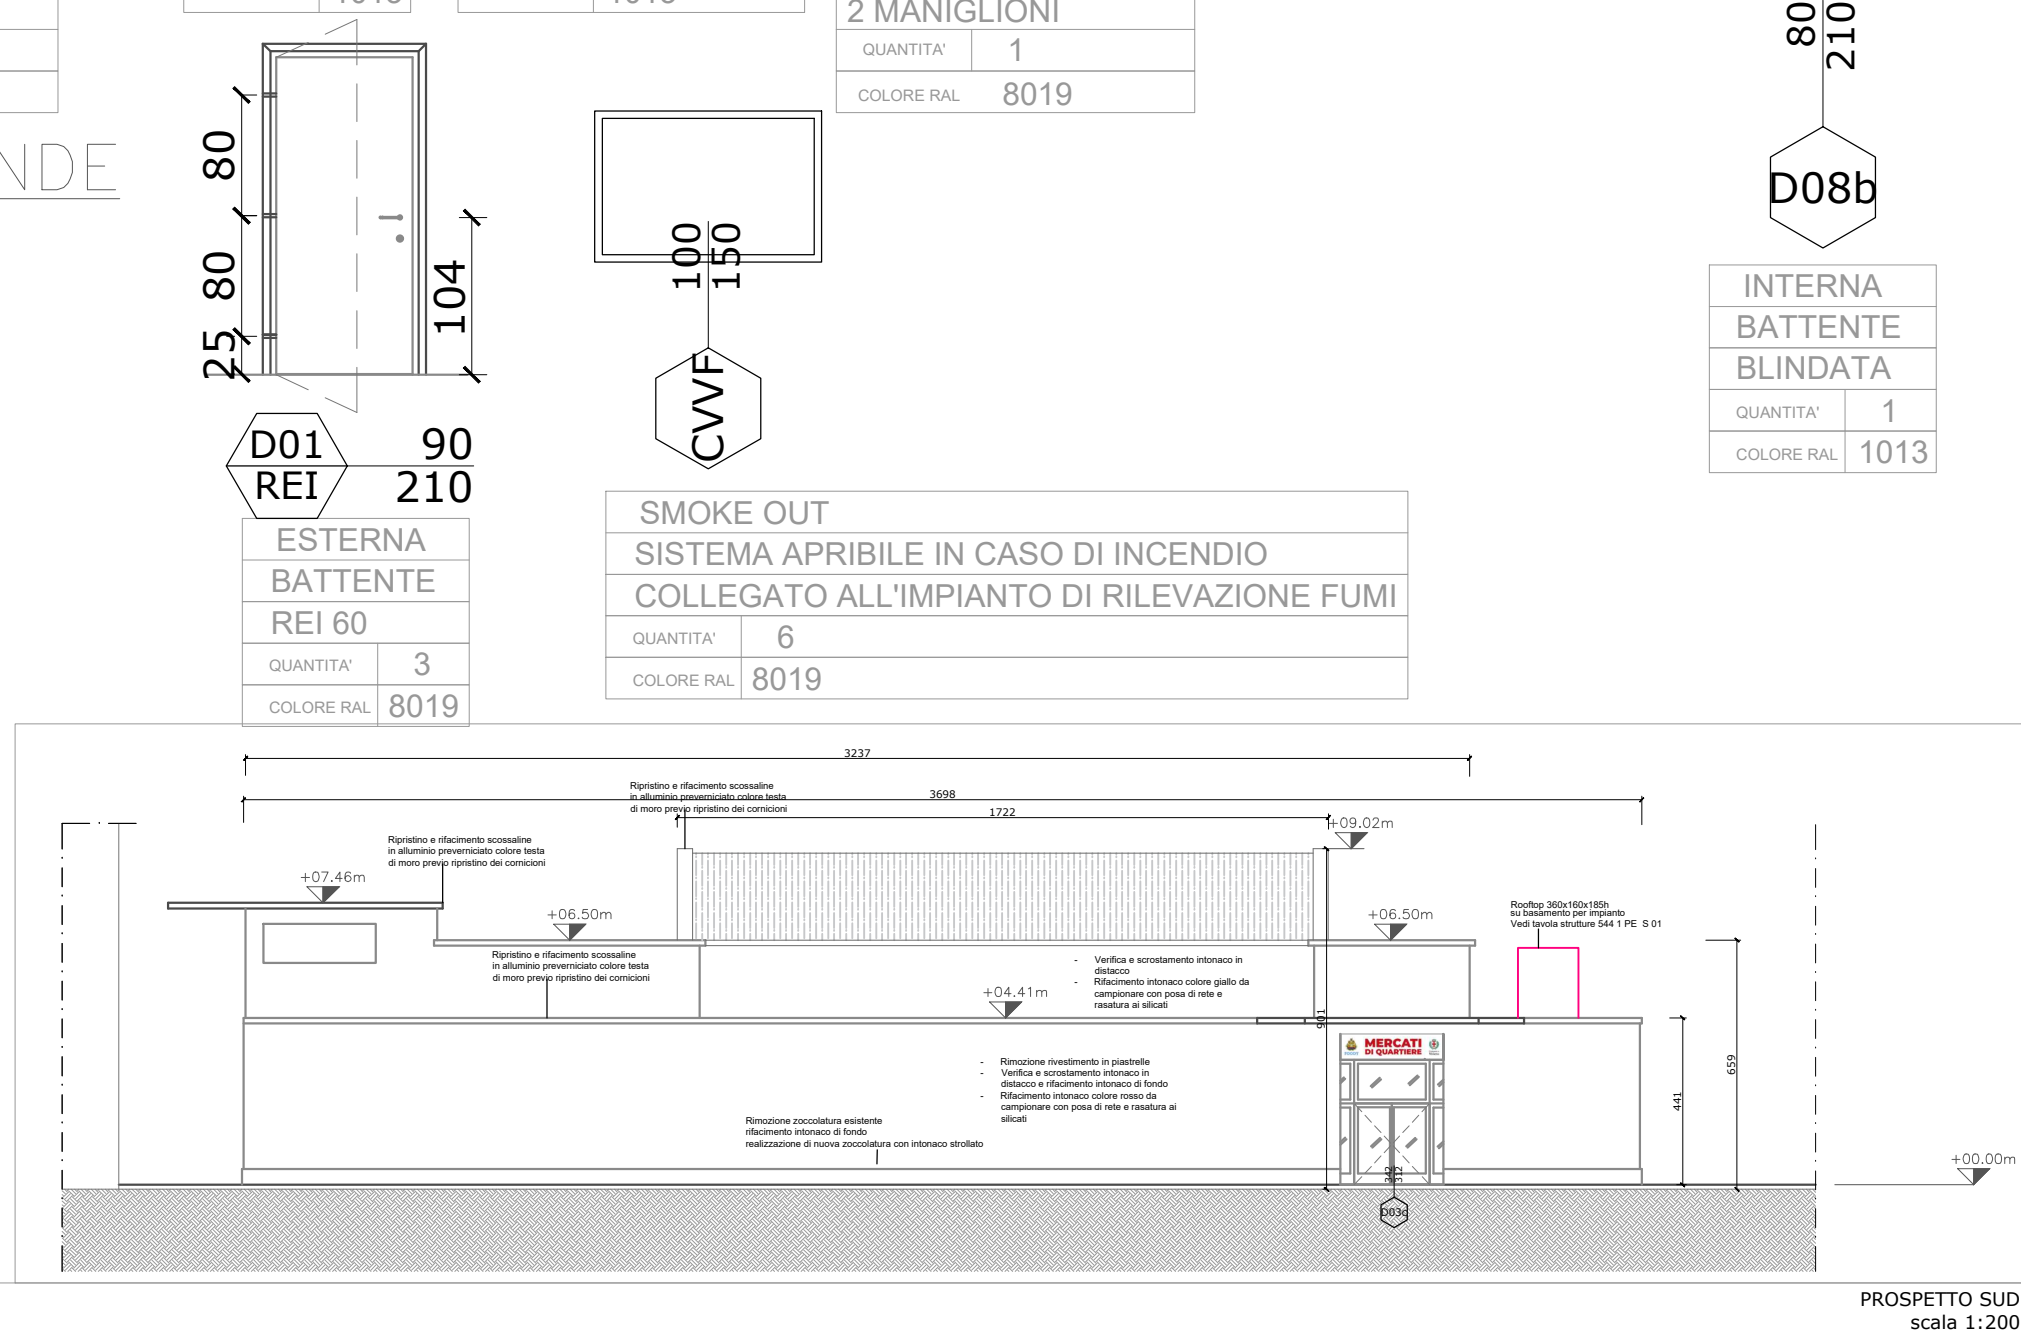 2 MANIGLIONI
QUANTITA' 1
COLORE RAL 8019
NDE
80
80
25
104
D01
REI
90
210
ESTERNA
BATTENTE
REI 60
QUANTITA' 3
COLORE RAL 8019
100
150
CVVF
SMOKE OUT
SISTEMA APRIBILE IN CASO DI INCENDIO
COLLEGATO ALL'IMPIANTO DI RILEVAZIONE FUMI
QUANTITA' 6
COLORE RAL 8019
80
210
D08b
INTERNA
BATTENTE
BLINDATA
QUANTITA' 1
COLORE RAL 1013
3237
3698
1722
Ripristino e rifacimento scossaline
in alluminio preverniciato colore testa
di moro previo ripristino dei cornicioni
Ripristino e rifacimento scossaline
in alluminio preverniciato colore testa
di moro previo ripristino dei cornicioni
+07.46m
+06.50m
+09.02m
+06.50m
Rooftop 360x160x185h
su basamento per impianto
Vedi tavola strutture 544 1 PE S 01
Ripristino e rifacimento scossaline
in alluminio preverniciato colore testa
di moro previo ripristino dei cornicioni
+04.41m
- Verifica e scrostamento intonaco in
distacco
- Rifacimento intonaco colore giallo da
campionare con posa di rete e
rasatura ai silicati
901
MERCATI
DI QUARTIERE
- Rimozione rivestimento in piastrelle
- Verifica e scrostamento intonaco in
distacco e rifacimento intonaco di fondo
- Rifacimento intonaco colore rosso da
campionare con posa di rete e rasatura ai
silicati
Rimozione zoccolatura esistente
rifacimento intonaco di fondo
realizzazione di nuova zoccolatura con intonaco strollato
441
659
342
312
D03c
+00.00m
PROSPETTO SUD
scala 1:200